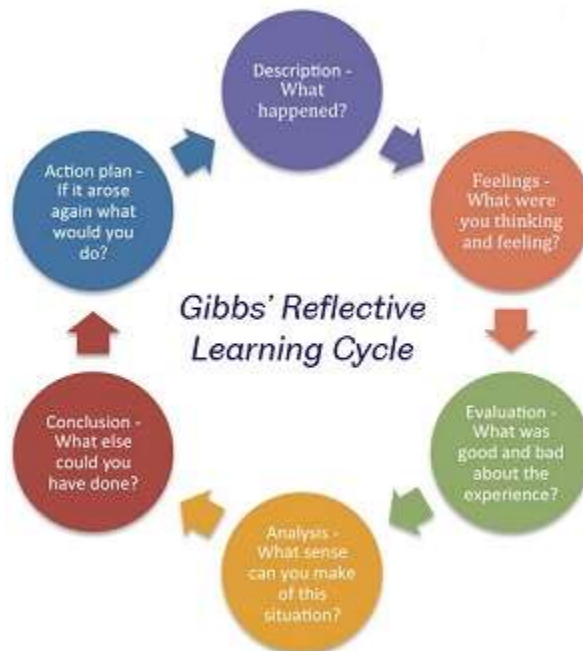 Description -
What
happened?
Feelings -
What were
you thinking
and feeling?
Evaluation -
What was
good and bad
about the
experience?
Analysis -
What sense
can you make
of this
situation?
Conclusion -
What else
could you
have done?
Action plan -
If it arose
again what
would you
do?
Gibbs' Reflective
Learning Cycle